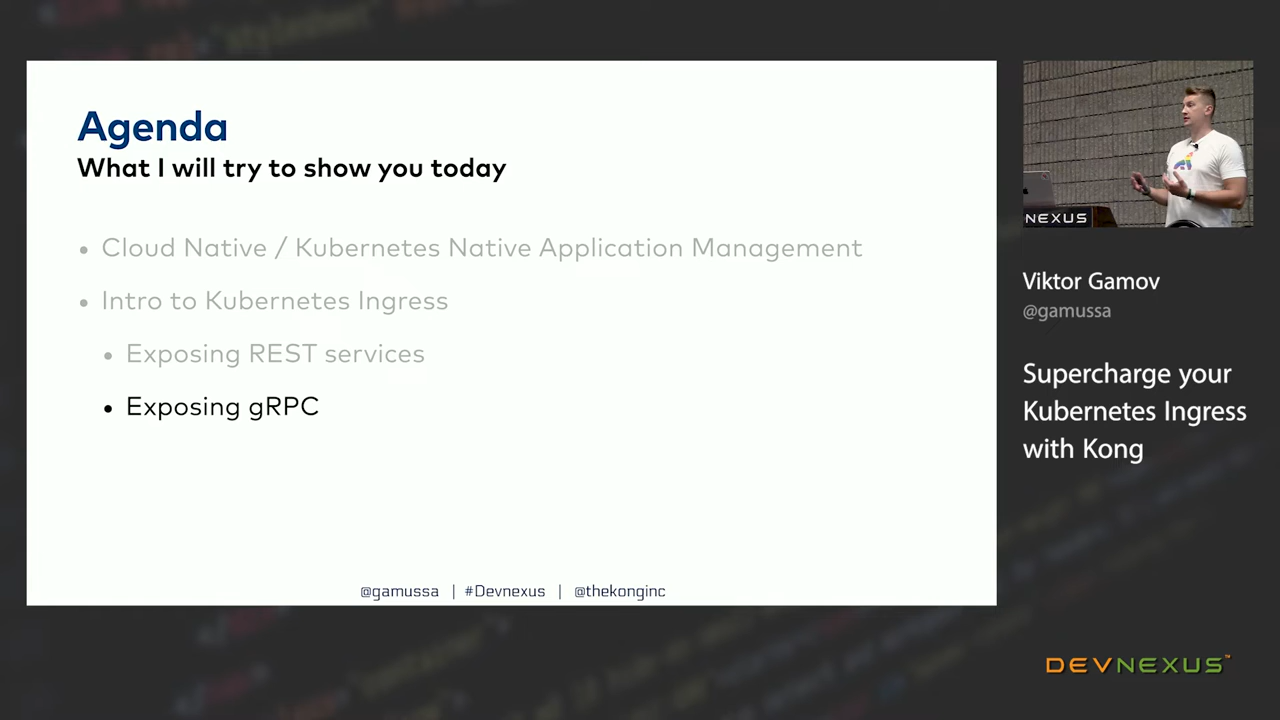 Agenda
What I will try to show you today
• Cloud Native / Kubernetes Native Application Management
• Intro to Kubernetes Ingress
• Exposing REST services
• Exposing gRPC
@gamussa | #Devnexus | @thekonginc
NEXUS
Viktor Gamov
@gamussa
Supercharge your
Kubernetes Ingress
with Kong
DEVNEXUS™